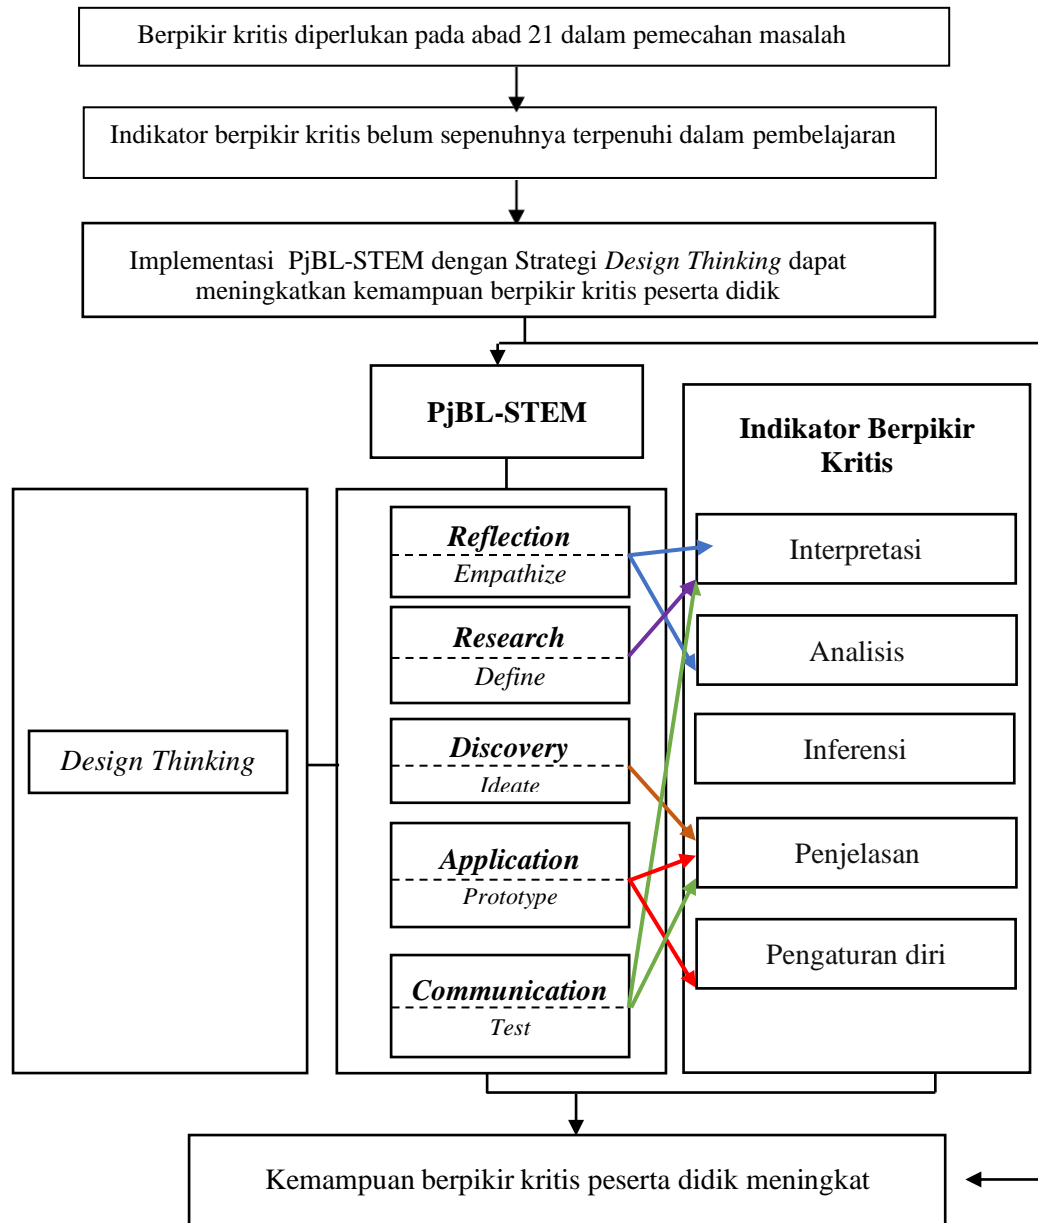 Berpikir kritis diperlukan pada abad 21 dalam pemecahan masalah
Indikator berpikir kritis belum sepenuhnya terpenuhi dalam pembelajaran
Implementasi PjBL-STEM dengan Strategi Design Thinking dapat
meningkatkan kemampuan berpikir kritis peserta didik
PjBL-STEM
Indikator Berpikir
Kritis
Design Thinking
Reflection
Empathize
Research
Define
Discovery
Ideate
Application
Prototype
Communication
Test
Interpretasi
Analisis
Inferensi
Penjelasan
Pengaturan diri
Kemampuan berpikir kritis peserta didik meningkat